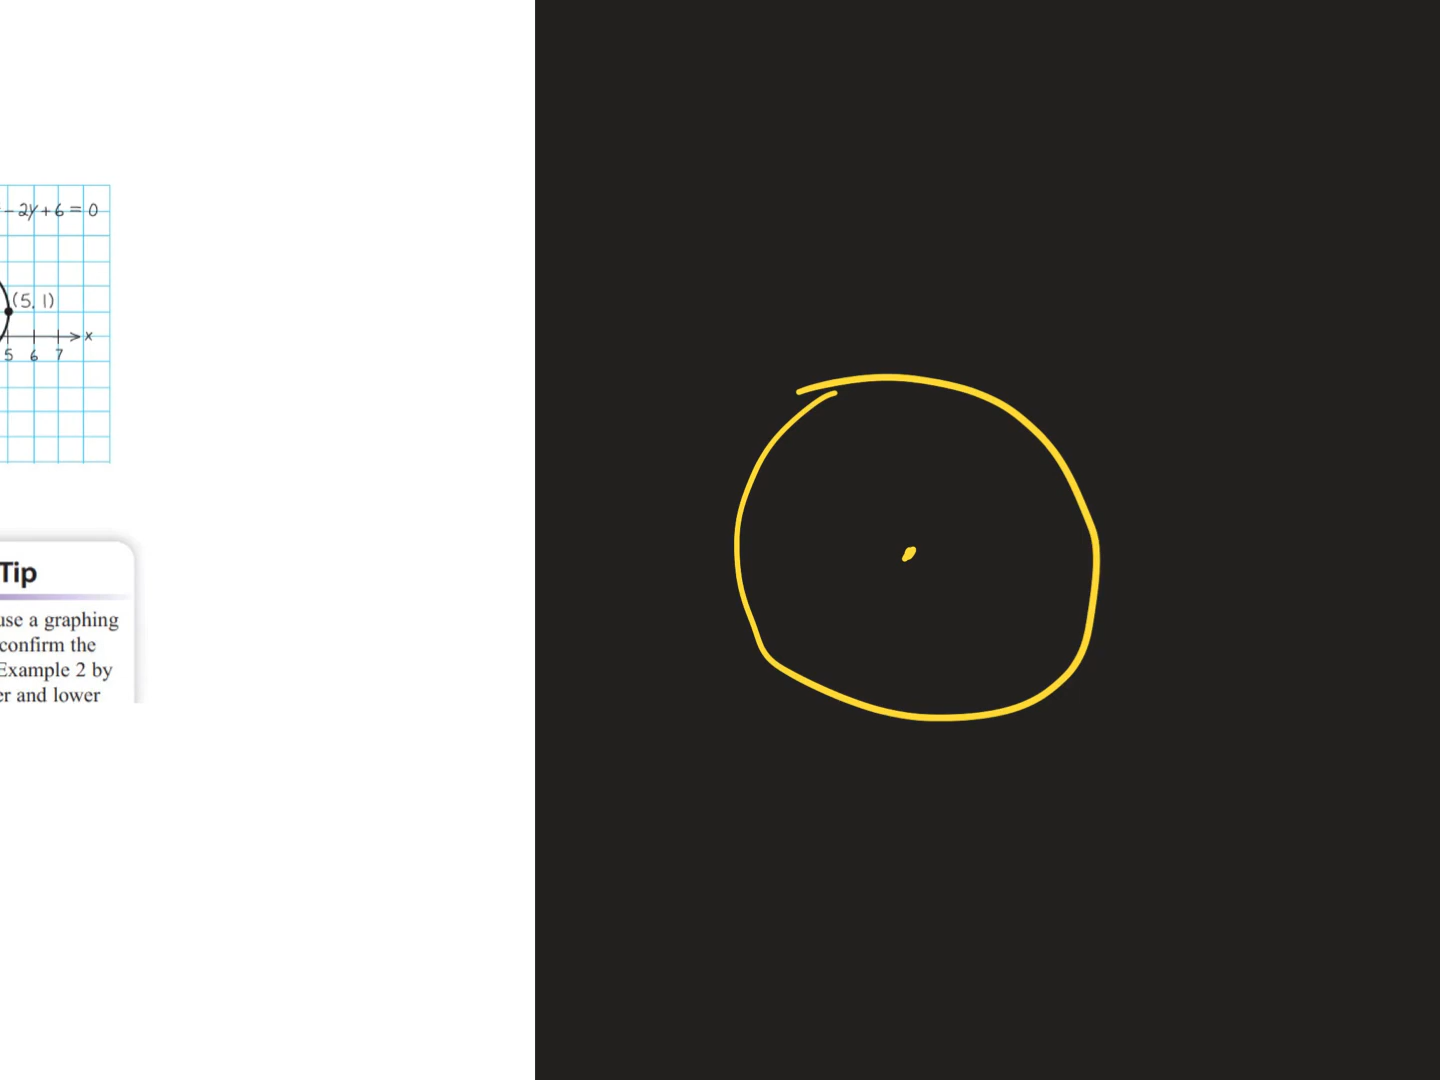 - 2y + 6 = 0
(5, 1)
x
5 6 7
Tip
use a graphing
confirm the
Example 2 by
er and lower